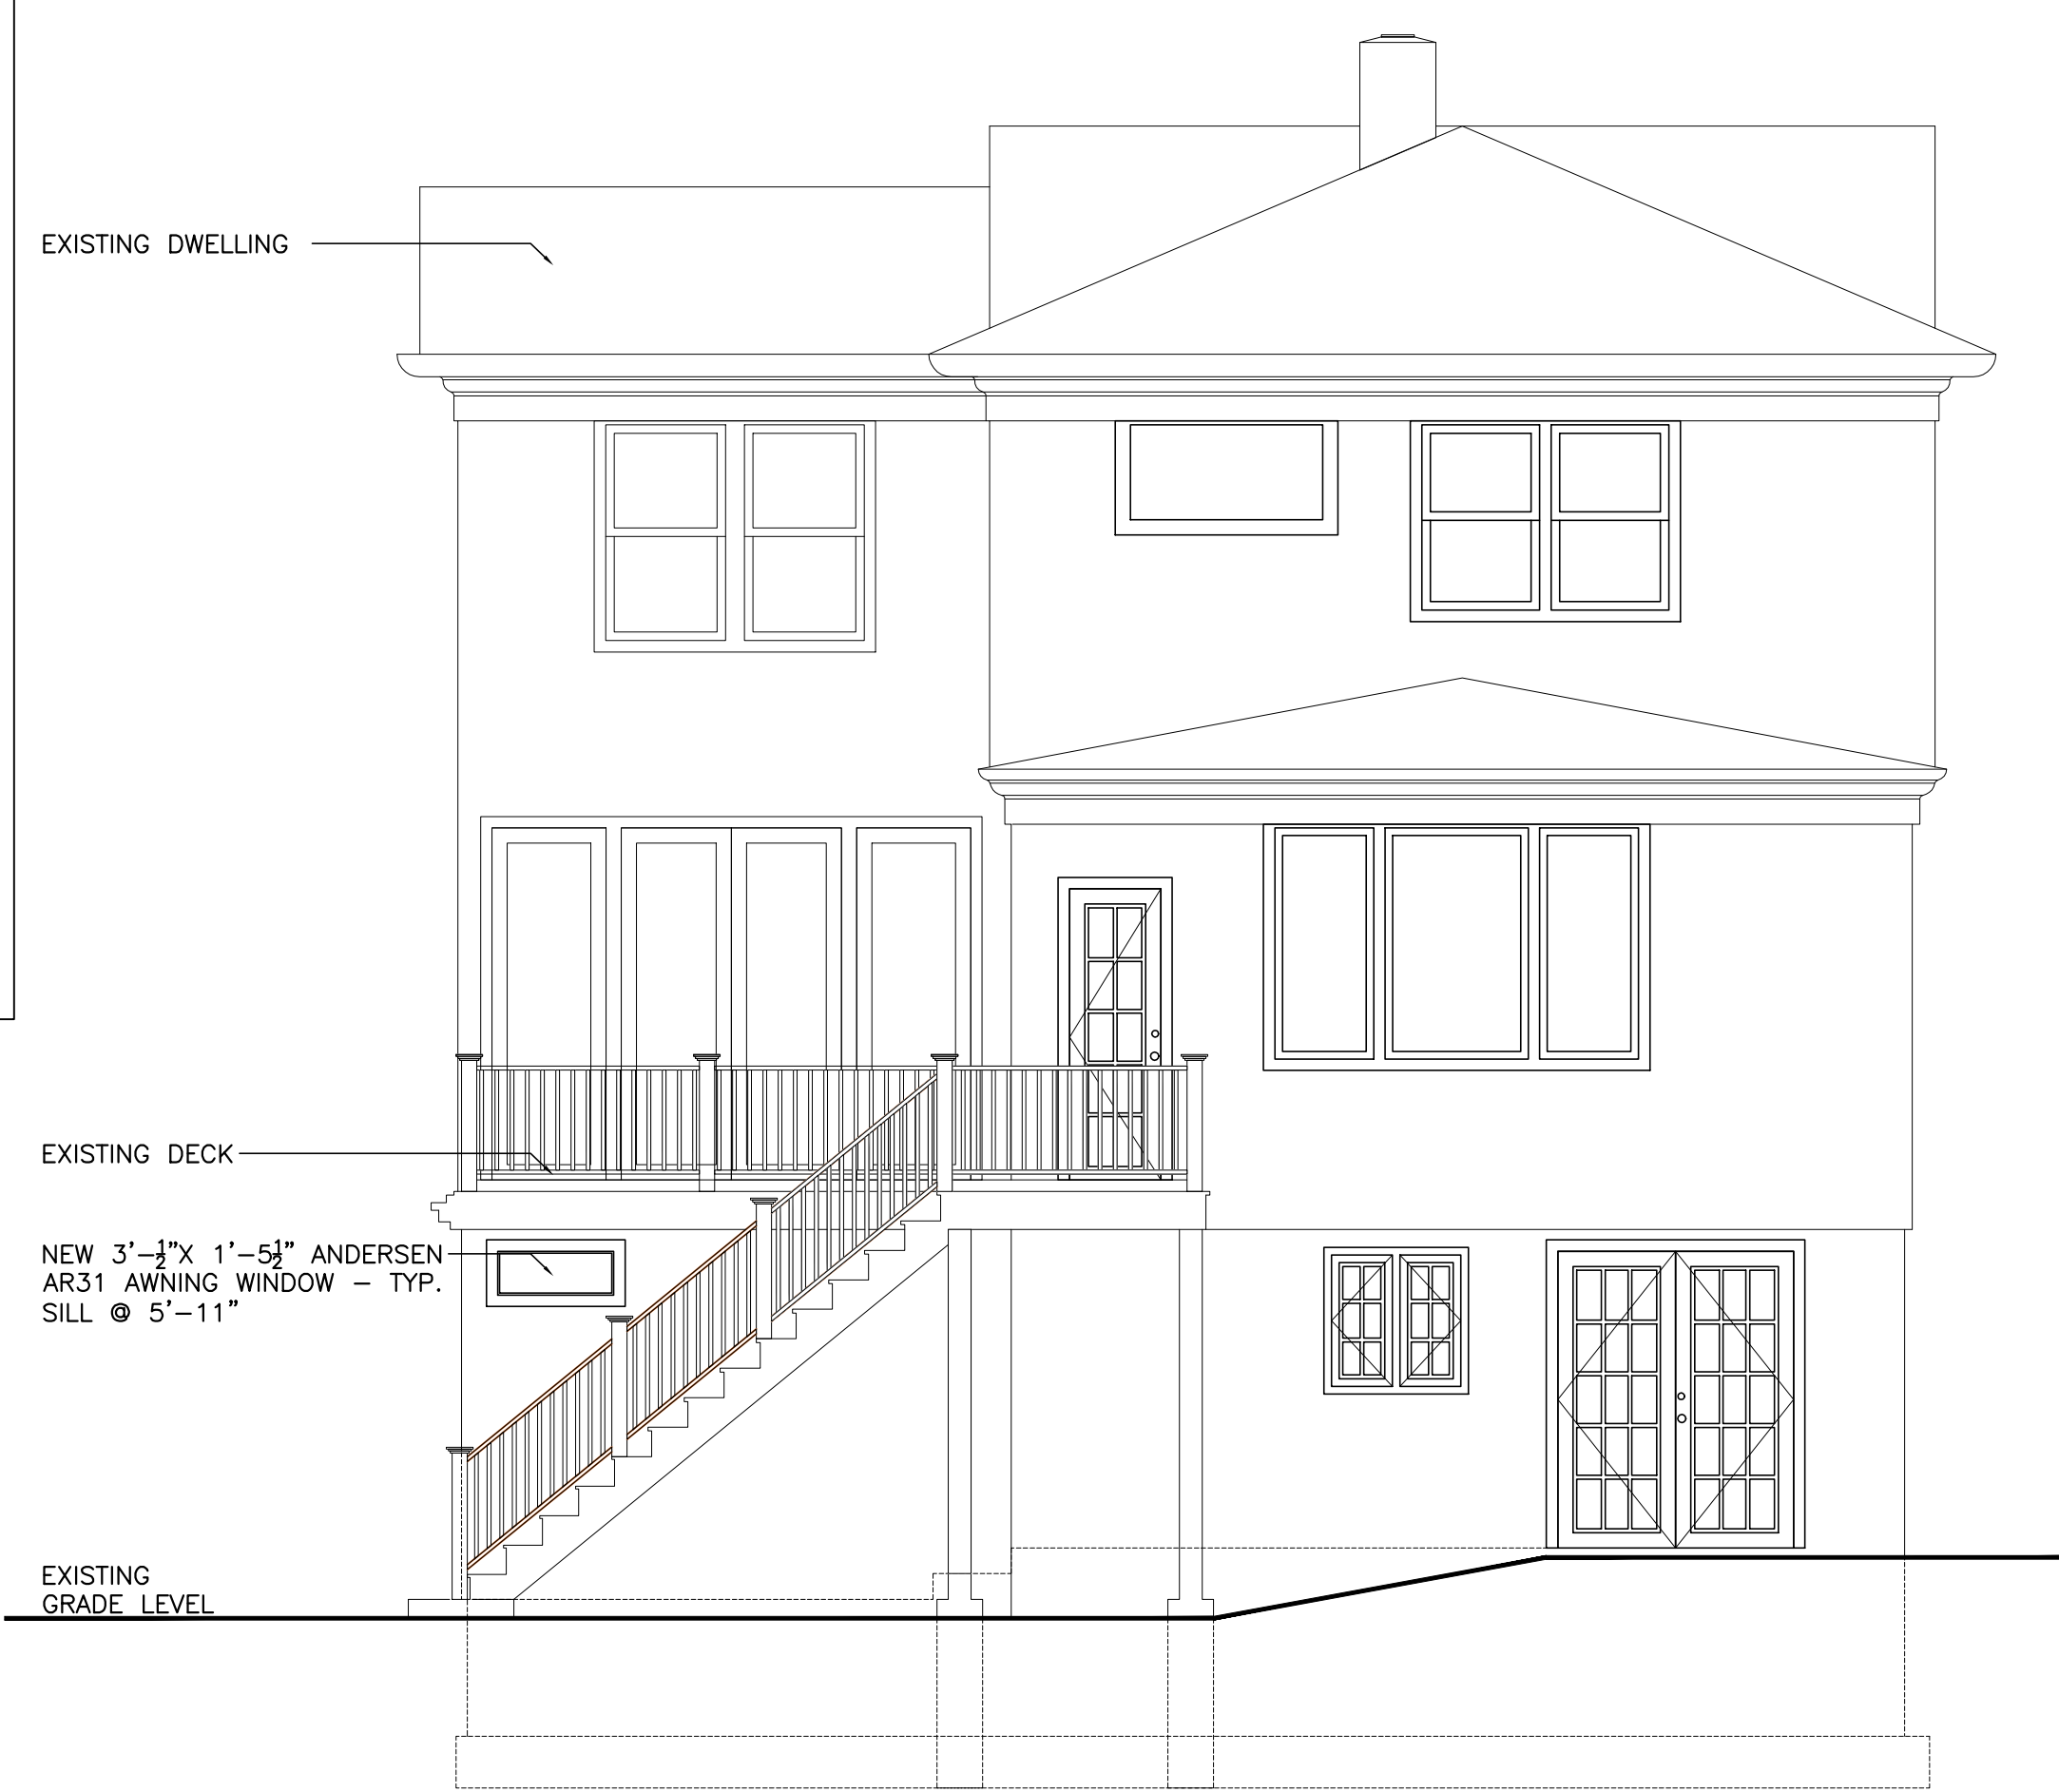 EXISTING DWELLING
EXISTING DECK
NEW 3'-½"X 1'-5½" ANDERSEN
AR31 AWNING WINDOW - TYP.
SILL @ 5'-11"
EXISTING
GRADE LEVEL